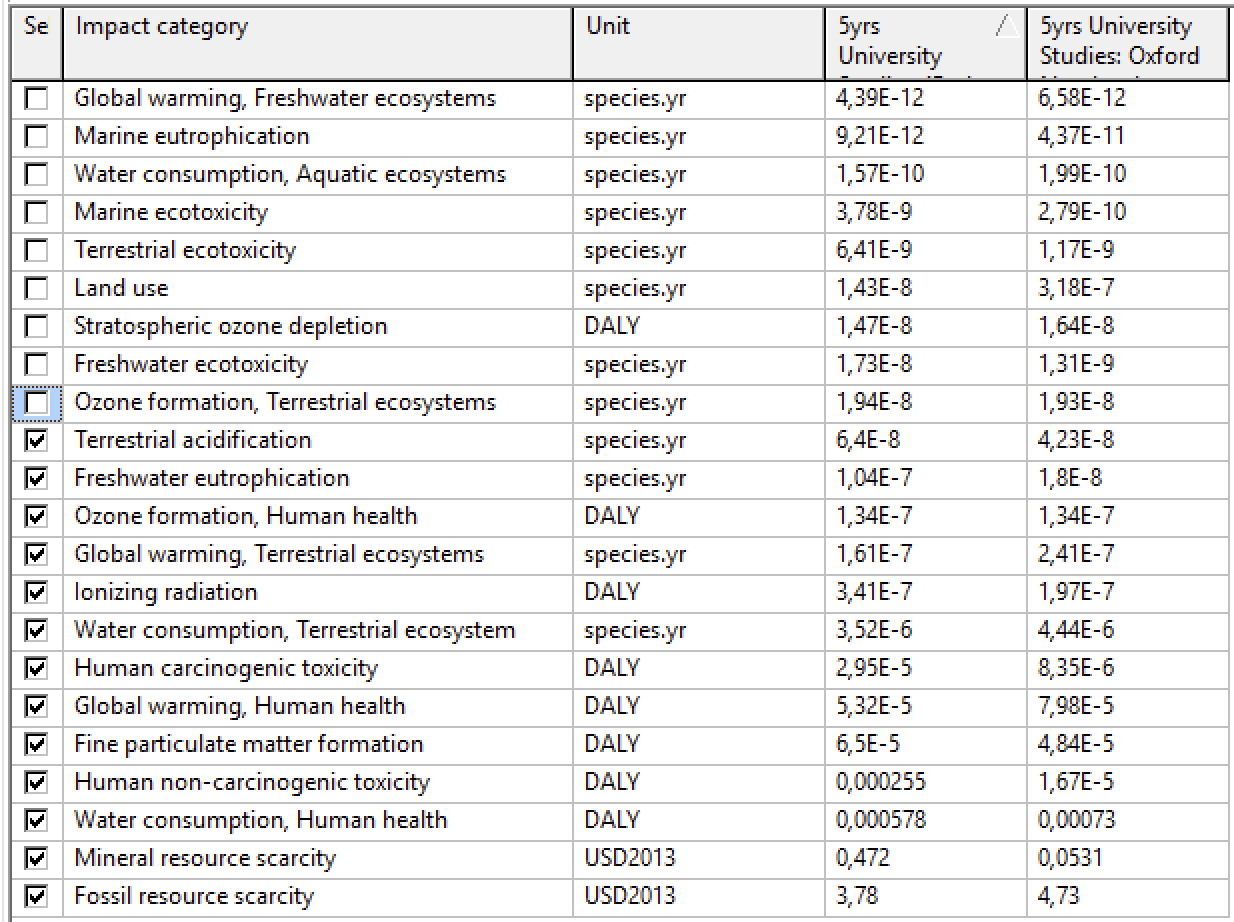 Se Impact category Unit 5yrs University 5yrs University Studies: Oxford
Global warming, Freshwater ecosystems species.yr 4,39E-12 6,58E-12
Marine eutrophication species.yr 9,21E-12 4,37E-11
Water consumption, Aquatic ecosystems species.yr 1,57E-10 1,99E-10
Marine ecotoxicity species.yr 3,78E-9 2,79E-10
Terrestrial ecotoxicity species.yr 6,41E-9 1,17E-9
Land use species.yr 1,43E-8 3,18E-7
Stratospheric ozone depletion DALY 1,47E-8 1,64E-8
Freshwater ecotoxicity species.yr 1,73E-8 1,31E-9
Ozone formation, Terrestrial ecosystems species.yr 1,94E-8 1,93E-8
Terrestrial acidification species.yr 6,4E-8 4,23E-8
Freshwater eutrophication species.yr 1,04E-7 1,8E-8
Ozone formation, Human health DALY 1,34E-7 1,34E-7
Global warming, Terrestrial ecosystems species.yr 1,61E-7 2,41E-7
Ionizing radiation DALY 3,41E-7 1,97E-7
Water consumption, Terrestrial ecosystem species.yr 3,52E-6 4,44E-6
Human carcinogenic toxicity DALY 2,95E-5 8,35E-6
Global warming, Human health DALY 5,32E-5 7,98E-5
Fine particulate matter formation DALY 6,5E-5 4,84E-5
Human non-carcinogenic toxicity DALY 0,000255 1,67E-5
Water consumption, Human health DALY 0,000578 0,00073
Mineral resource scarcity USD2013 0,472 0,0531
Fossil resource scarcity USD2013 3,78 4,73